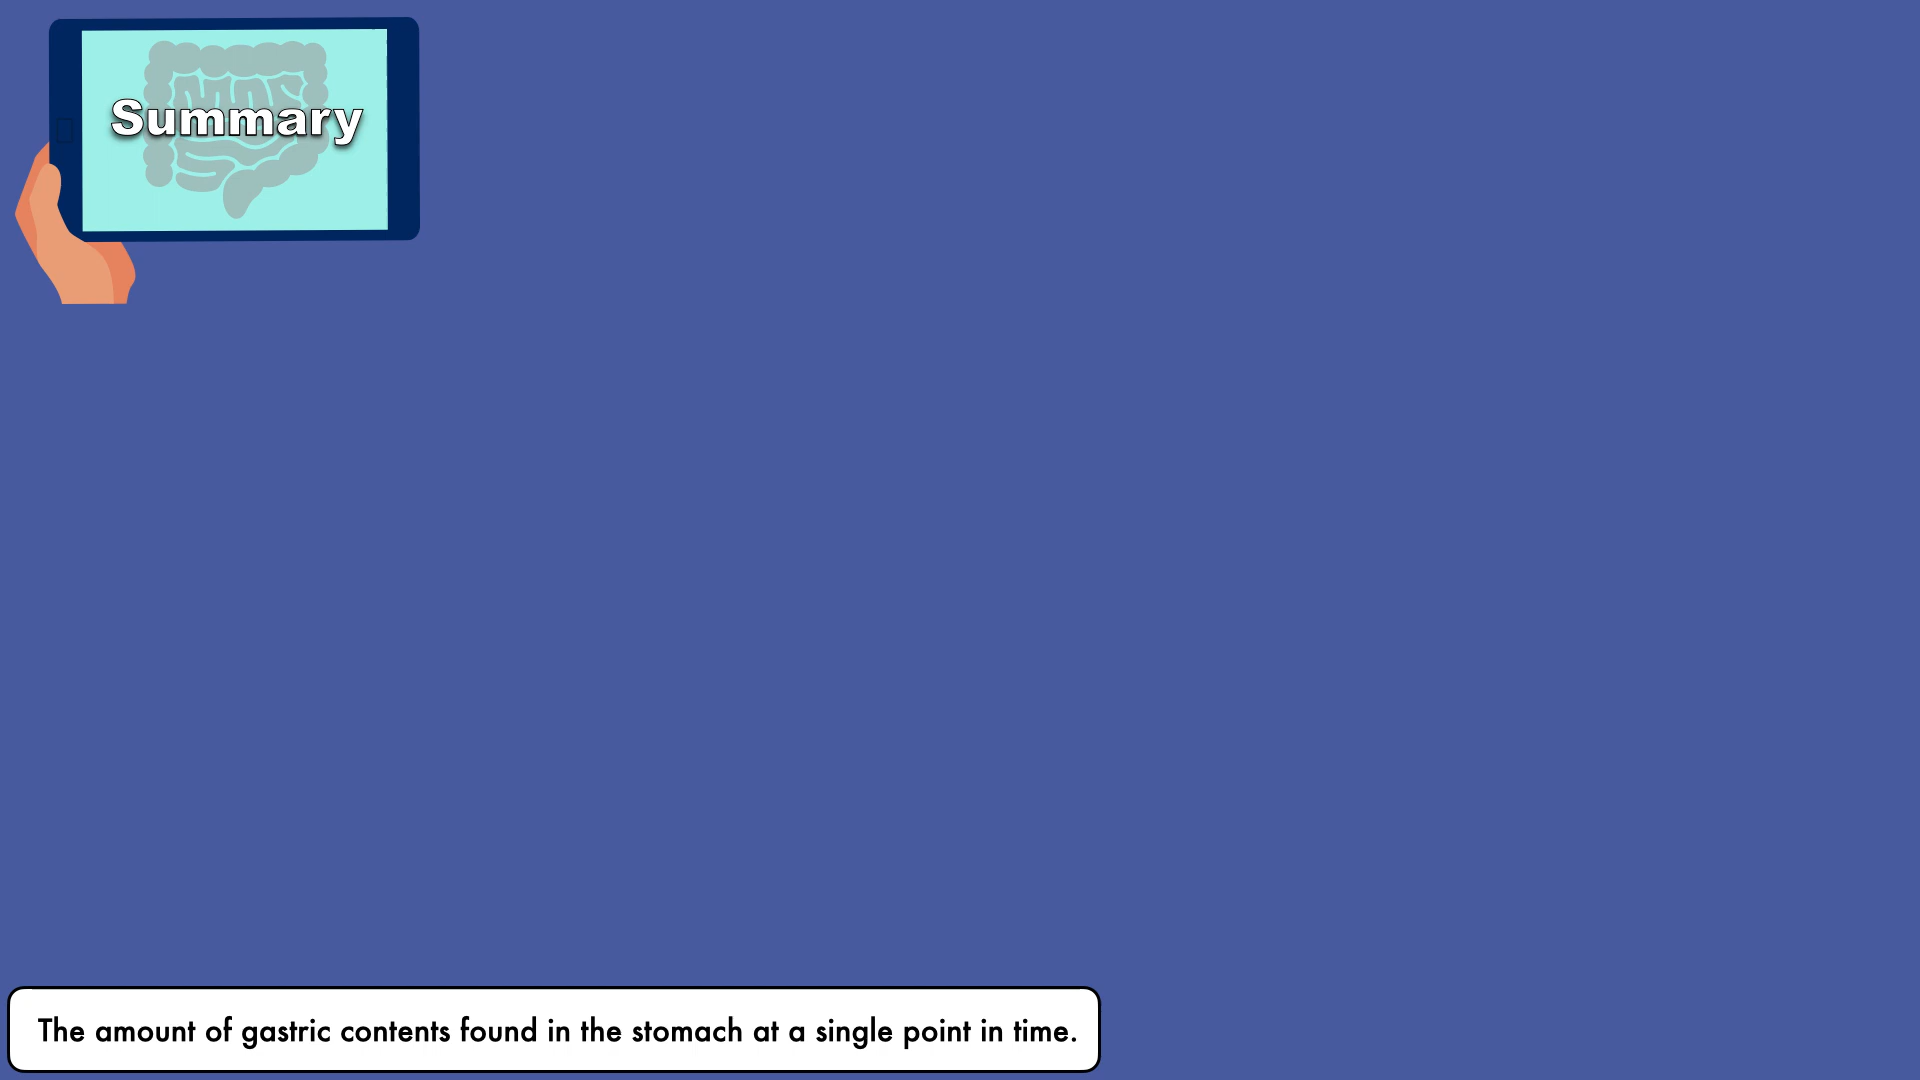 Summary
The amount of gastric contents found in the stomach at a single point in time.